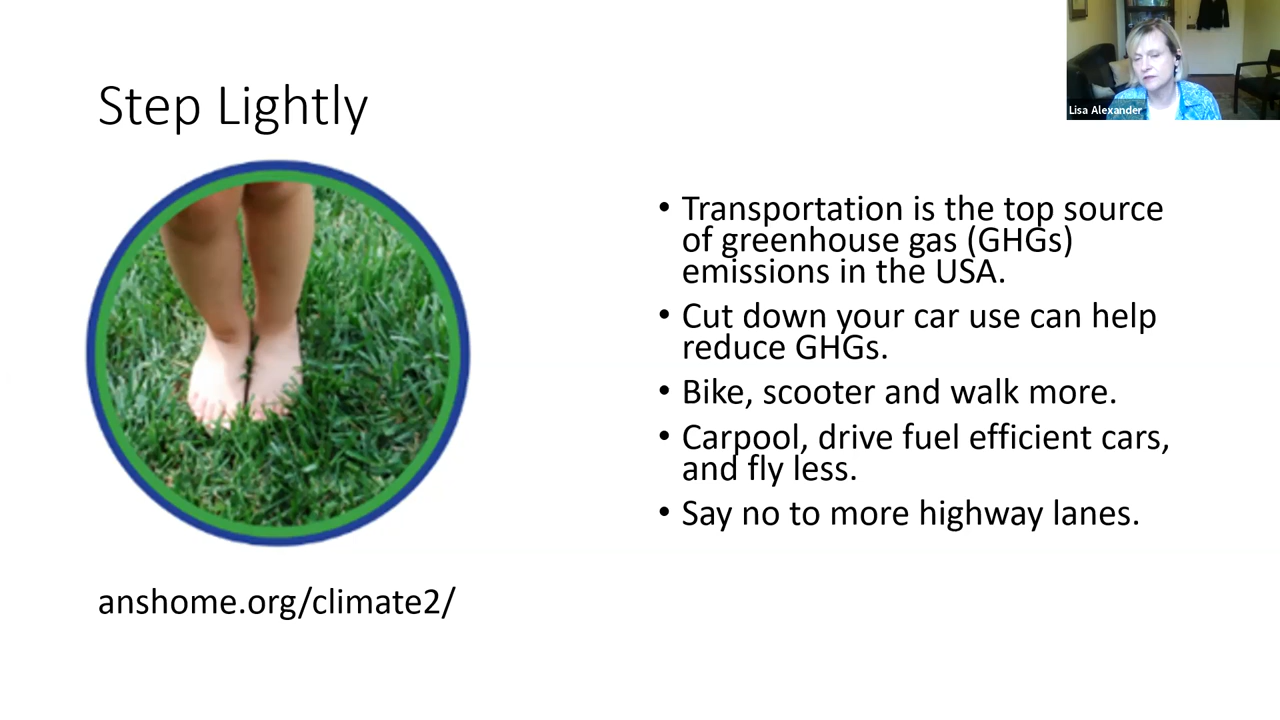 Step Lightly
Lisa Alexander
• Transportation is the top source
of greenhouse gas (GHGs)
emissions in the USA.
• Cut down your car use can help
reduce GHGs.
• Bike, scooter and walk more.
• Carpool, drive fuel efficient cars,
and fly less.
• Say no to more highway lanes.
anshome.org/climate2/